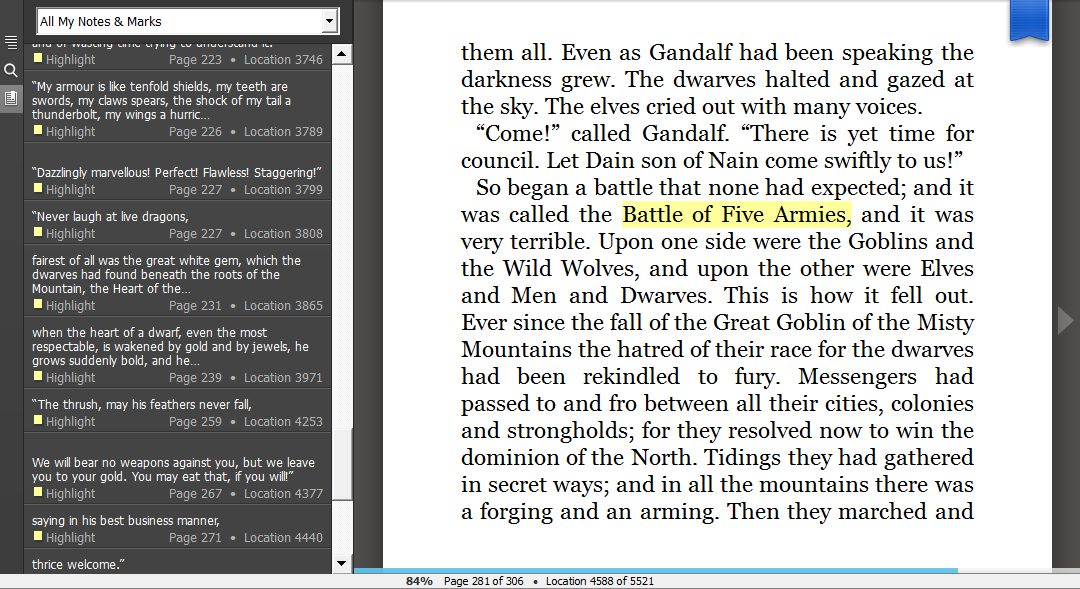 All My Notes & Marks
and of wasting time trying to understand it.
Highlight Page 223 • Location 3746
“My armour is like tenfold shields, my teeth are
swords, my claws spears, the shock of my tail a
thunderbolt, my wings a hurric...
Highlight Page 226 • Location 3789
“Dazzlingly marvellous! Perfect! Flawless! Staggering!”
Highlight Page 227 • Location 3799
“Never laugh at live dragons,
Highlight Page 227 • Location 3808
fairest of all was the great white gem, which the
dwarves had found beneath the roots of the
Mountain, the Heart of the...
Highlight Page 231 • Location 3865
when the heart of a dwarf, even the most
respectable, is wakened by gold and by jewels, he
grows suddenly bold, and he...
Highlight Page 239 • Location 3971
“The thrush, may his feathers never fall,
Highlight Page 259 • Location 4253
We will bear no weapons against you, but we leave
you to your gold. You may eat that, if you will!”
Highlight Page 267 • Location 4377
saying in his best business manner,
Highlight Page 271 • Location 4440
thrice welcome.”
them all. Even as Gandalf had been speaking the
darkness grew. The dwarves halted and gazed at
the sky. The elves cried out with many voices.
“Come!” called Gandalf. “There is yet time for
council. Let Dain son of Nain come swiftly to us!”
So began a battle that none had expected; and it
was called the Battle of Five Armies, and it was
very terrible. Upon one side were the Goblins and
the Wild Wolves, and upon the other were Elves
and Men and Dwarves. This is how it fell out.
Ever since the fall of the Great Goblin of the Misty
Mountains the hatred of their race for the dwarves
had been rekindled to fury. Messengers had
passed to and fro between all their cities, colonies
and strongholds; for they resolved now to win the
dominion of the North. Tidings they had gathered
in secret ways; and in all the mountains there was
a forging and an arming. Then they marched and
84% Page 281 of 306 • Location 4588 of 5521